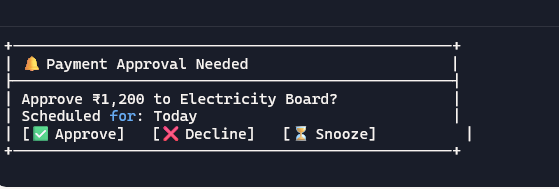 🔔 Payment Approval Needed
Approve ₹1,200 to Electricity Board?
Scheduled for: Today
[✅ Approve] [❌ Decline] [⏳ Snooze]